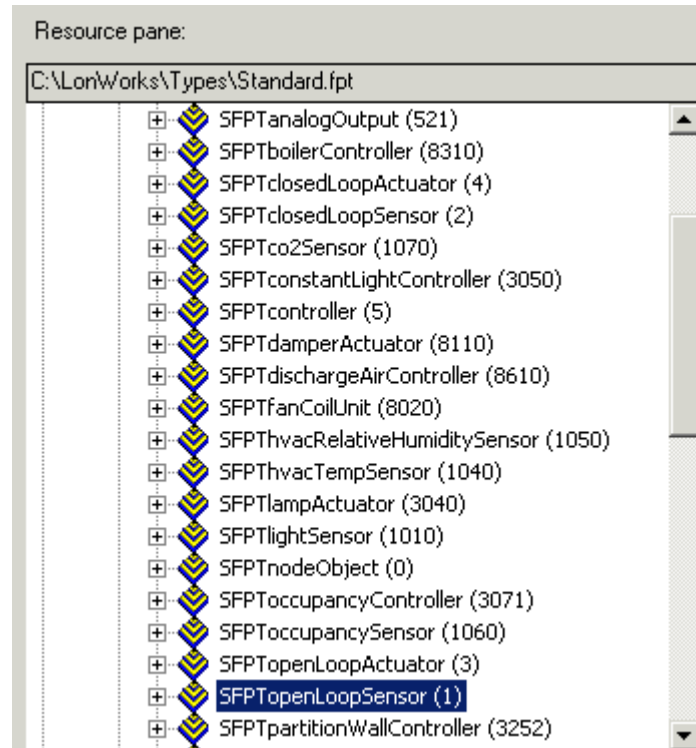 Resource pane:
C:\LonWorks\Types\Standard.fpt
SFPTanalogOutput (521)
SFPTboilerController (8310)
SFPTclosedLoopActuator (4)
SFPTclosedLoopSensor (2)
SFPTco2Sensor (1070)
SFPTconstantLightController (3050)
SFPTcontroller (5)
SFPTdamperActuator (8110)
SFPTdischargeAirController (8610)
SFPTfanCoilUnit (8020)
SFPThvacRelativeHumiditySensor (1050)
SFPThvacTempSensor (1040)
SFPTlampActuator (3040)
SFPTlightSensor (1010)
SFPTnodeObject (0)
SFPToccupancyController (3071)
SFPToccupancySensor (1060)
SFPTopenLoopActuator (3)
SFPTopenLoopSensor (1)
SFPTpartitionWallController (3252)